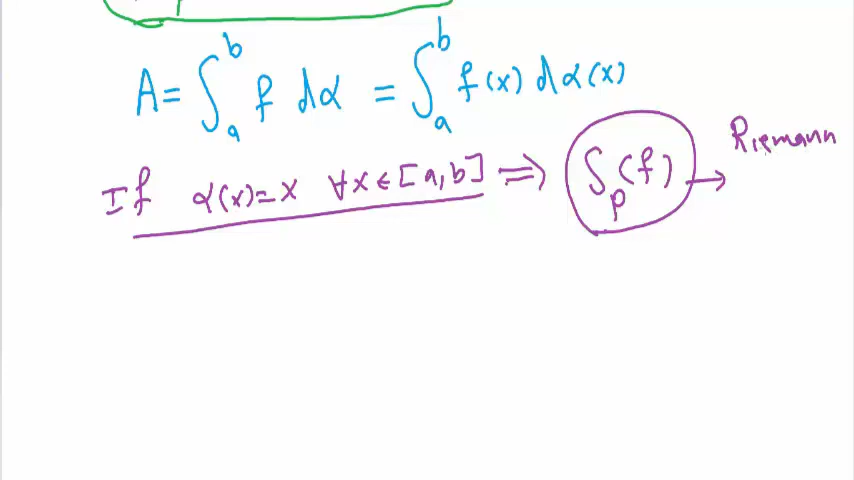 A = ∫_a^b f dα = ∫_a^b f(x) dα(x)
If α(x) = x ∀x ∈ [a, b] ⟹ S_p(f) → Riemann